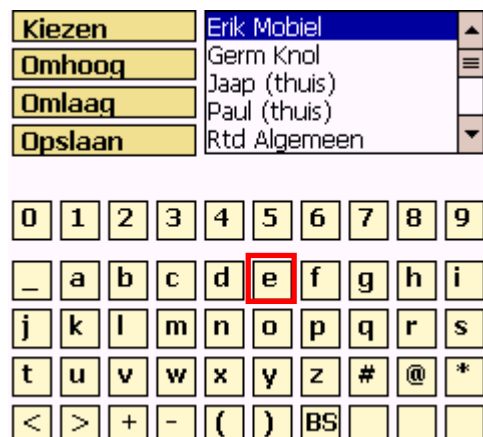 Kiezen
Omhoog
Omlaag
Opslaan
Erik Mobiel
Germ Knol
Jaap (thuis)
Paul (thuis)
Rtd Algemeen
0 1 2 3 4 5 6 7 8 9
_ a b c d e f g h i
j k l m n o p q r s
t u v w x y z # @ *
< > + - ( ) BS